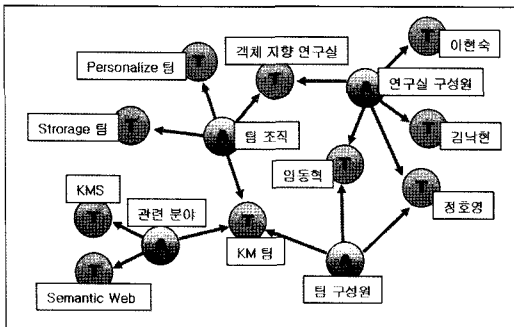 객체 지향 연구실
이현숙
Personalize 팀
연구실 구성원
T
T
T
A
Strorage 팀
T
A
팀 조직
김낙현
T
임동혁
T
KMS
관련 분야
T
정호영
T
A
T
KM 팀
A
T
팀 구성원
Semantic Web